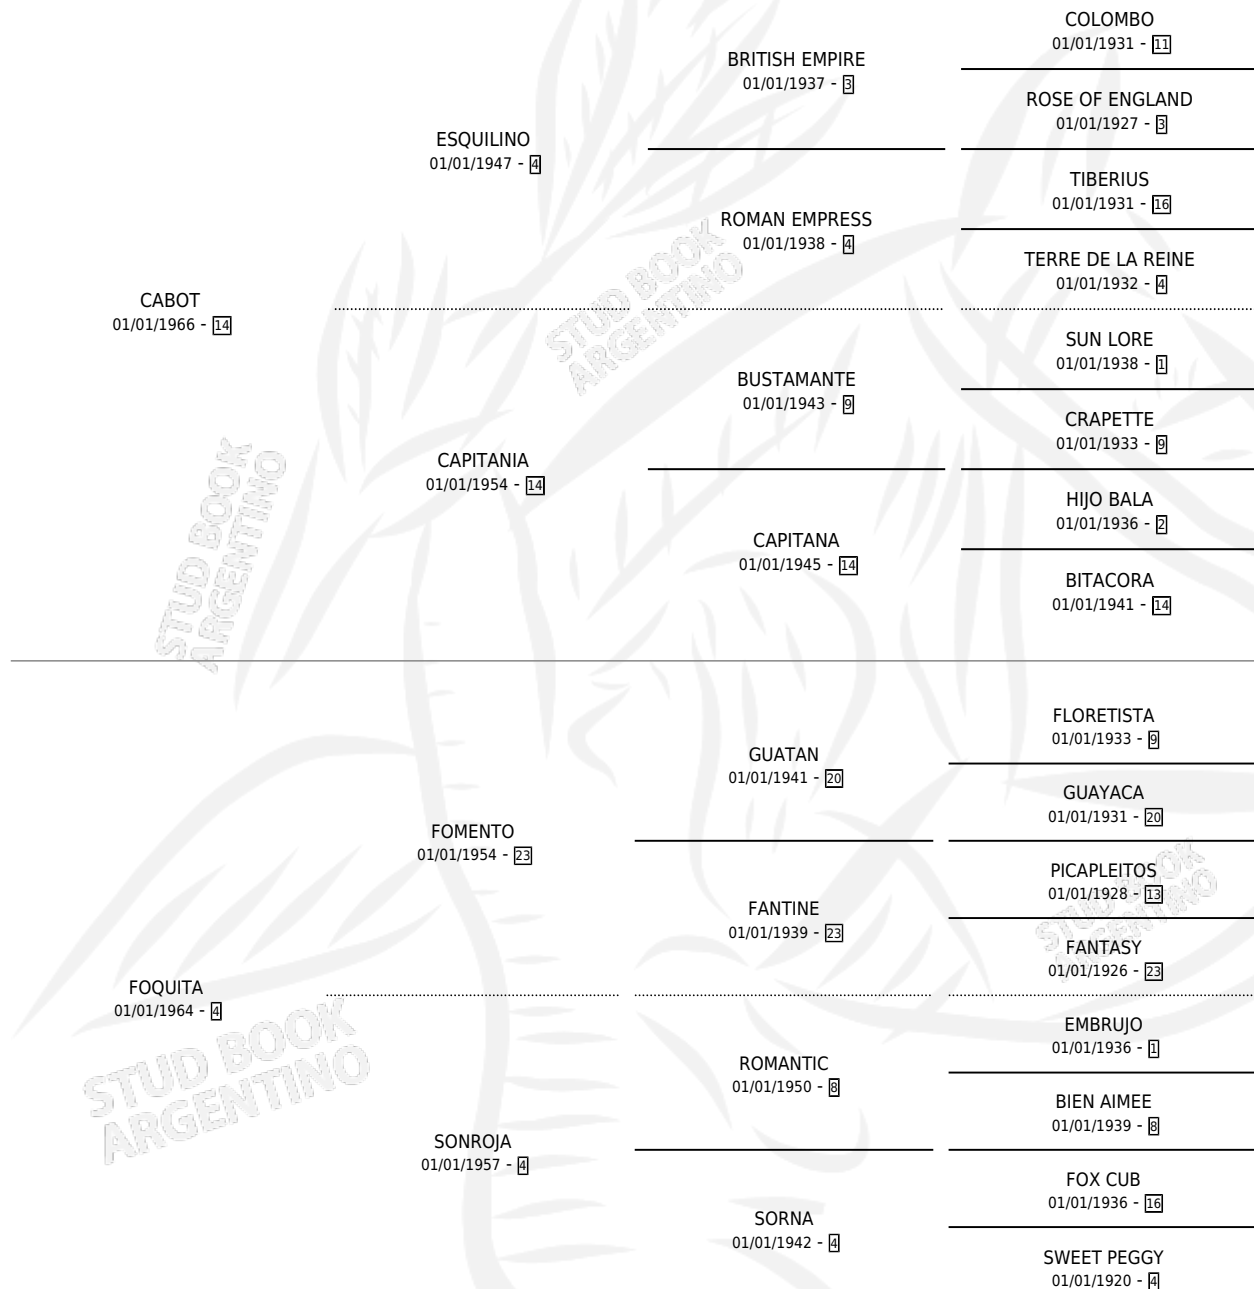 COLOMBO
01/01/1931 - 11
BRITISH EMPIRE
01/01/1937 - 3
ROSE OF ENGLAND
01/01/1927 - 3
ESQUILINO
01/01/1947 - 4
TIBERIUS
01/01/1931 - 16
ROMAN EMPRESS
01/01/1938 - 4
TERRE DE LA REINE
01/01/1932 - 4
CABOT
01/01/1966 - 14
STUD BOOK
ARGENTINO
SUN LORE
01/01/1938 - 1
BUSTAMANTE
01/01/1943 - 9
CRAPETTE
01/01/1933 - 9
CAPITANIA
01/01/1954 - 14
HIJO BALA
01/01/1936 - 2
CAPITANA
01/01/1945 - 14
BITACORA
01/01/1941 - 14
STUD BOOK
ARGENTINO
FLORETISTA
01/01/1933 - 9
GUATAN
01/01/1941 - 20
GUAYACA
01/01/1931 - 20
FOMENTO
01/01/1954 - 23
PICAPLEITOS
01/01/1928 - 13
FANTINE
01/01/1939 - 23
STUD BOOK
ARGENTINO
FANTASY
01/01/1926 - 23
FOQUITA
01/01/1964 - 4
STUD BOOK
ARGENTINO
EMBRUJO
01/01/1936 - 1
ROMANTIC
01/01/1950 - 8
BIEN AIMEE
01/01/1939 - 8
SONROJA
01/01/1957 - 4
FOX CUB
01/01/1936 - 16
SORNA
01/01/1942 - 4
SWEET PEGGY
01/01/1920 - 4